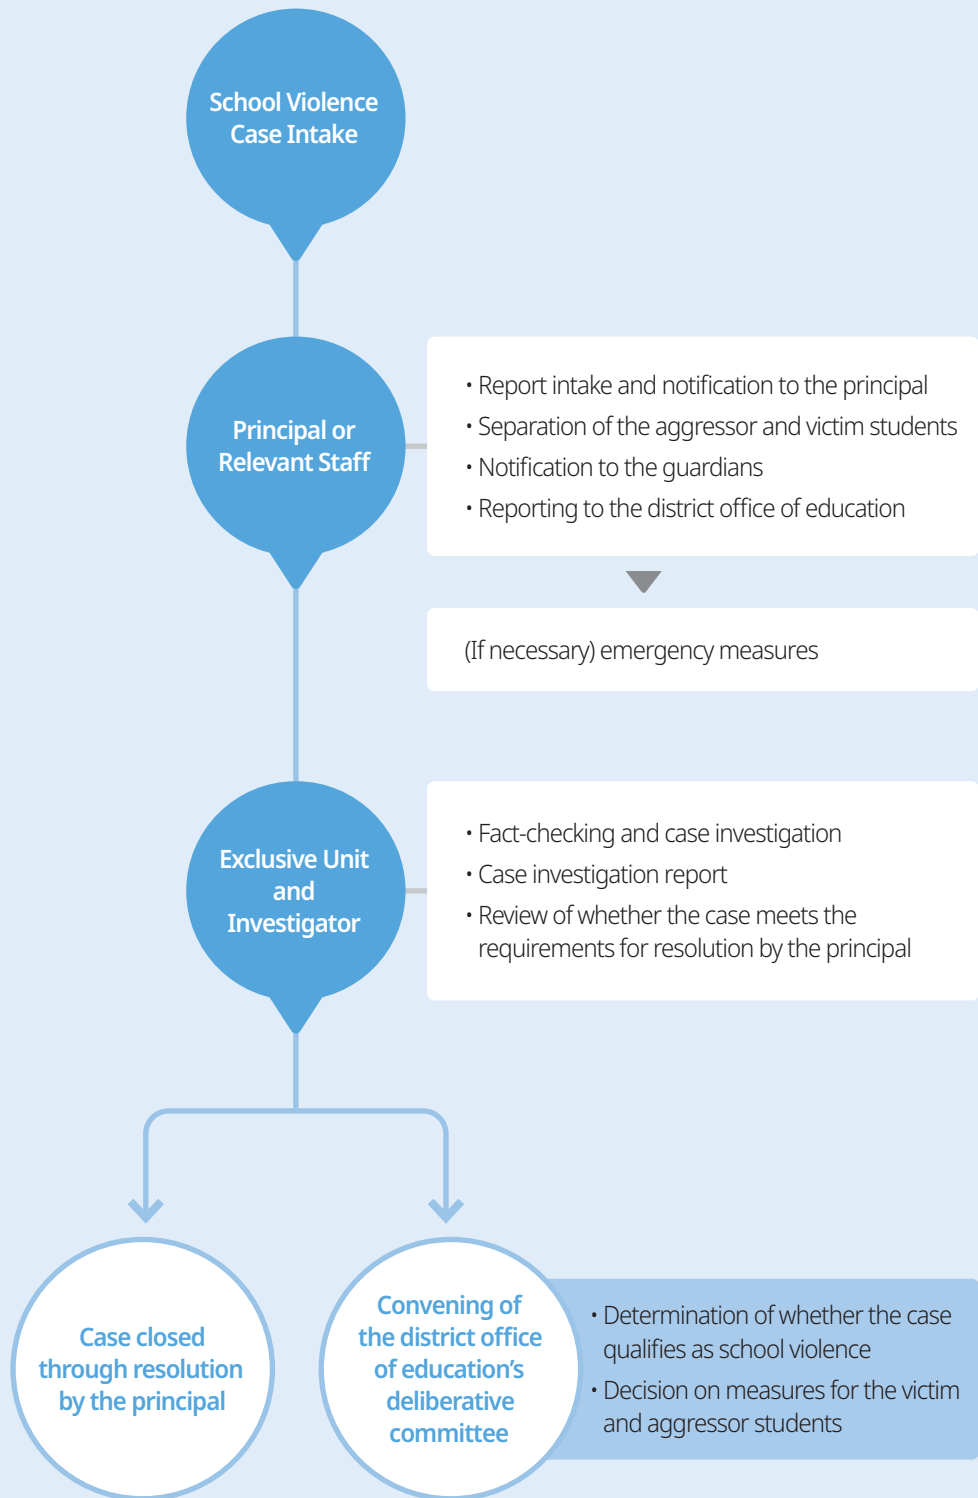 School Violence
Case Intake
Principal or
Relevant Staff
• Report intake and notification to the principal
• Separation of the aggressor and victim students
• Notification to the guardians
• Reporting to the district office of education
(If necessary) emergency measures
Exclusive Unit
and
Investigator
• Fact-checking and case investigation
• Case investigation report
• Review of whether the case meets the
requirements for resolution by the principal
Case closed
through resolution
by the principal
Convening of
the district office
of education’s
deliberative
committee
• Determination of whether the case
qualifies as school violence
• Decision on measures for the victim
and aggressor students